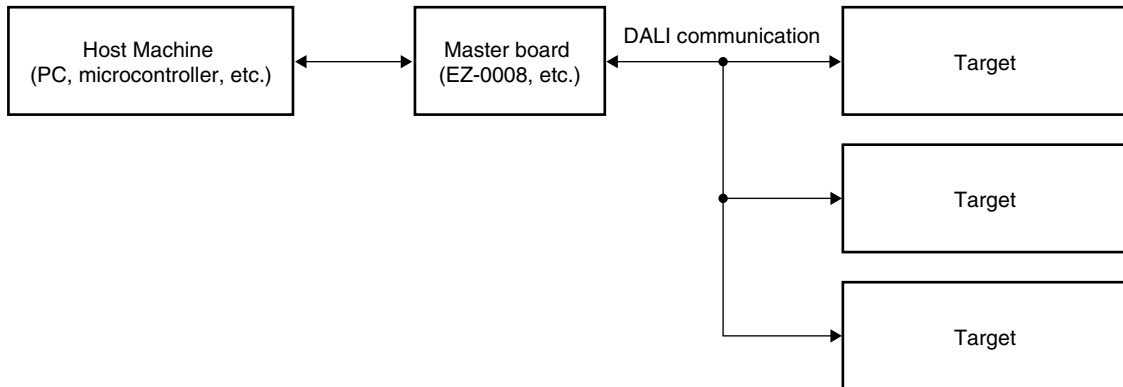 Host Machine
(PC, microcontroller, etc.)
Master board
(EZ-0008, etc.)
DALI communication
Target
Target
Target